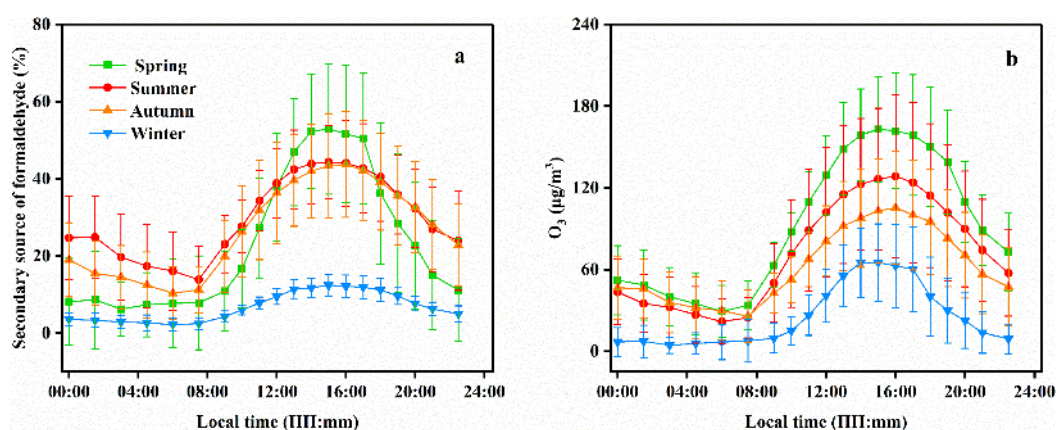 80
60
40
20
0
Secondary source of formaldehyde (%)
a
Spring
Summer
Autumn
Winter
00:00 04:00 08:00 12:00 16:00 20:00 24:00
Local time (ПП:mm)
240
180
120
60
0
O₃ (μg/m³)
b
00:00 04:00 08:00 12:00 16:00 20:00 24:00
Local time (ПП:mm)